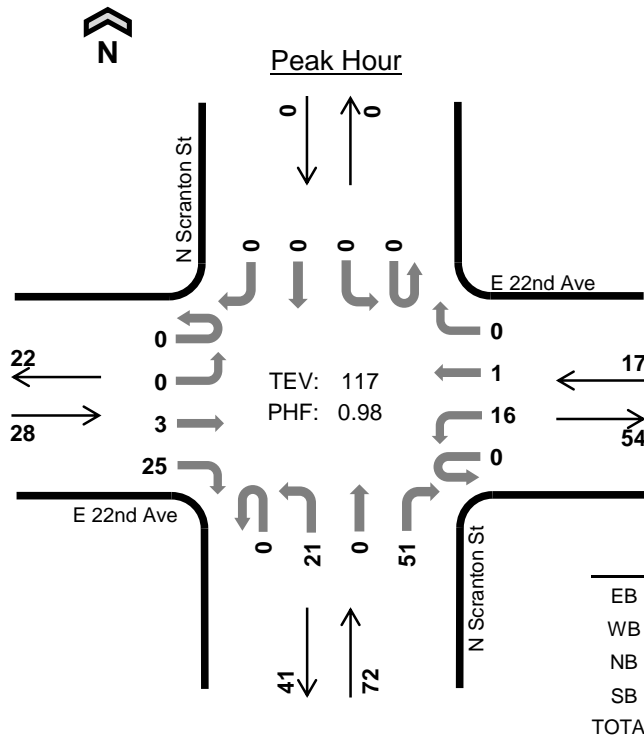 N
Peak Hour
0 0
N Scranton St
0 0 0 0
E 22nd Ave
0 0
22 0 TEV: 117 1 17
28 3 PHF: 0.98 16 54
25 0
E 22nd Ave
0 21 0 51
N Scranton St
41 72
EB
WB
NB
SB
TOTA